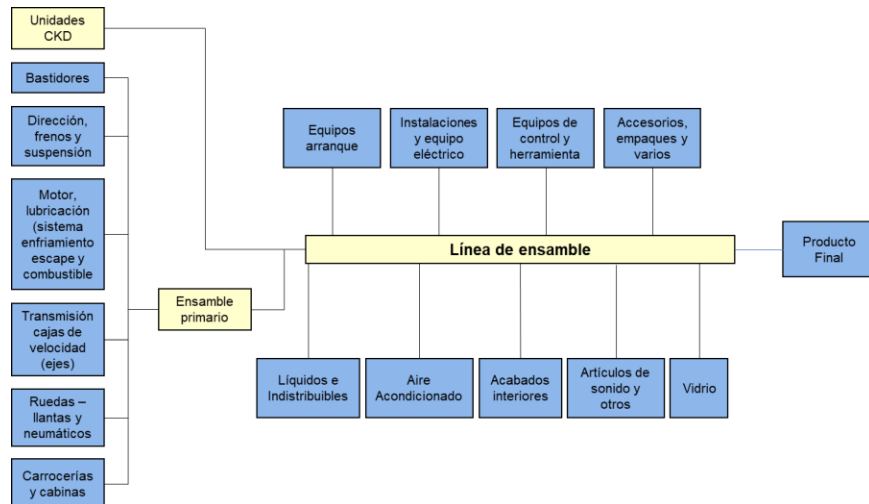 Unidades
CKD
Bastidores
Dirección,
frenos y
suspensión
Motor,
lubricación
(sistema
enfriamiento
escape y
combustible
Transmisión
cajas de
velocidad
(ejes)
Ruedas –
llantas y
neumáticos
Carrocerías
y cabinas
Ensamble
primario
Equipos
arranque
Instalaciones
y equipo
eléctrico
Equipos de
control y
herramienta
Accesorios,
empaques y
varios
Línea de ensamble
Producto
Final
Líquidos e
Indistribuibles
Aire
Acondicionado
Acabados
interiores
Artículos de
sonido y
otros
Vidrio